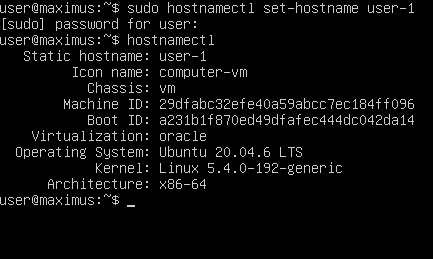 user@maximus:~$ sudo hostnamectl set-hostname user-1
[sudo] password for user:
user@maximus:~$ hostnamectl
Static hostname: user-1
Icon name: computer-vm
Chassis: vm
Machine ID: 29dfabc32efe40a59abcc7ec184ff096
Boot ID: a231b1f870ed49dfafec444dc042da14
Virtualization: oracle
Operating System: Ubuntu 20.04.6 LTS
Kernel: Linux 5.4.0-192-generic
Architecture: x86-64
user@maximus:~$ _